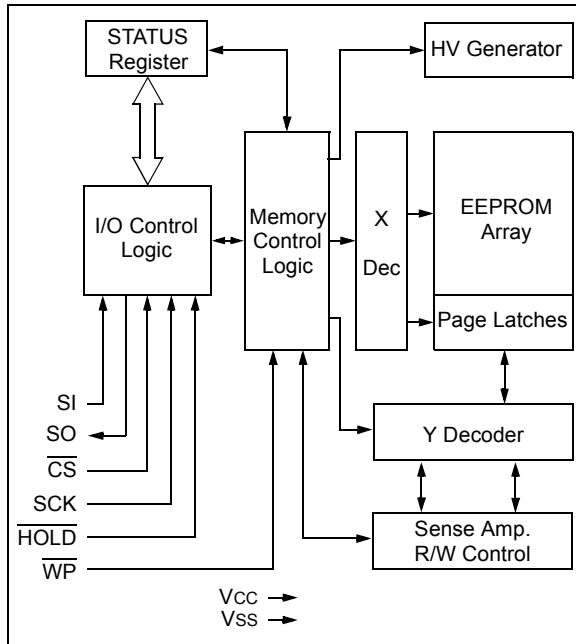 STATUS
Register
HV Generator
I/O Control
Logic
Memory
Control
Logic
X
Dec
EEPROM
Array
Page Latches
SI
SO
CS
SCK
HOLD
WP
Y Decoder
Sense Amp.
R/W Control
VCC
VSS